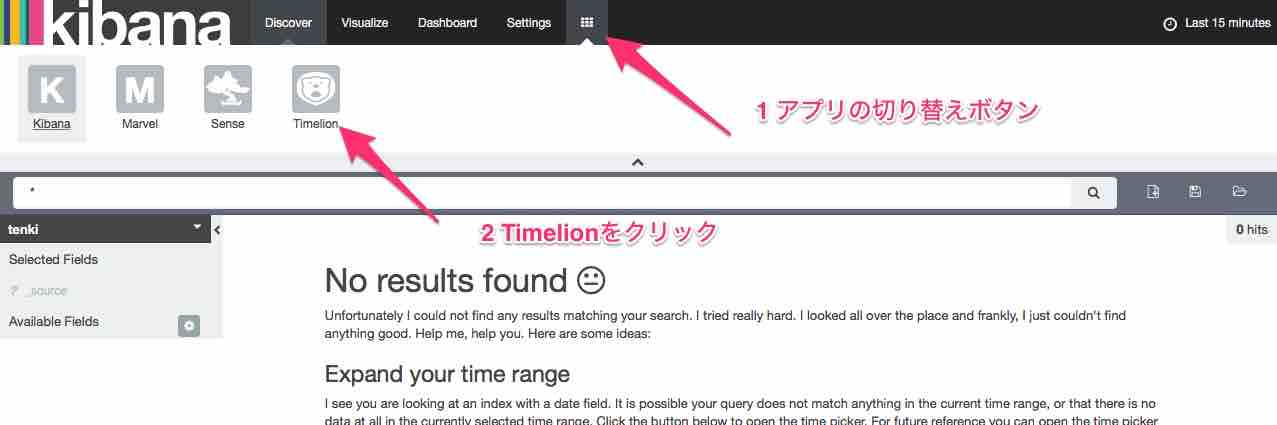 kibana
Discover
Visualize
Dashboard
Settings
Last 15 minutes
K
M
Kibana
Marvel
Sense
Timelion
1 アプリの切り替えボタン
*
2 Timelionをクリック
tenki
0 hits
Selected Fields
? _source
Available Fields
No results found
Unfortunately I could not find any results matching your search. I tried really hard. I looked all over the place and frankly, I just couldn't find
anything good. Help me, help you. Here are some ideas:
Expand your time range
I see you are looking at an index with a date field. It is possible your query does not match anything in the current time range, or that there is no
data at all in the currently selected time range. Click the button below to open the time picker. For future reference you can open the time picker